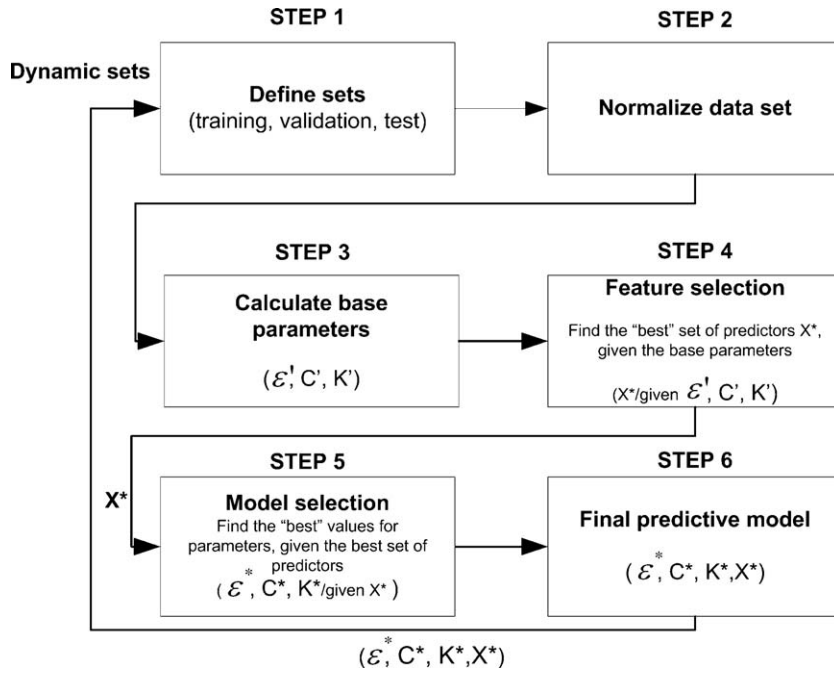 STEP 1
STEP 2
Dynamic sets
Define sets
(training, validation, test)
Normalize data set
STEP 3
STEP 4
Calculate base
parameters
(ε', C’, K’)
Feature selection
Find the “best” set of predictors X*,
given the base parameters
(X*/given ε', C’, K’)
STEP 5
STEP 6
X*
Model selection
Find the “best” values for
parameters, given the best set of
predictors
( ε*, C*, K*/given X* )
Final predictive model
( ε*, C*, K*,X*)
(ε*, C*, K*,X*)